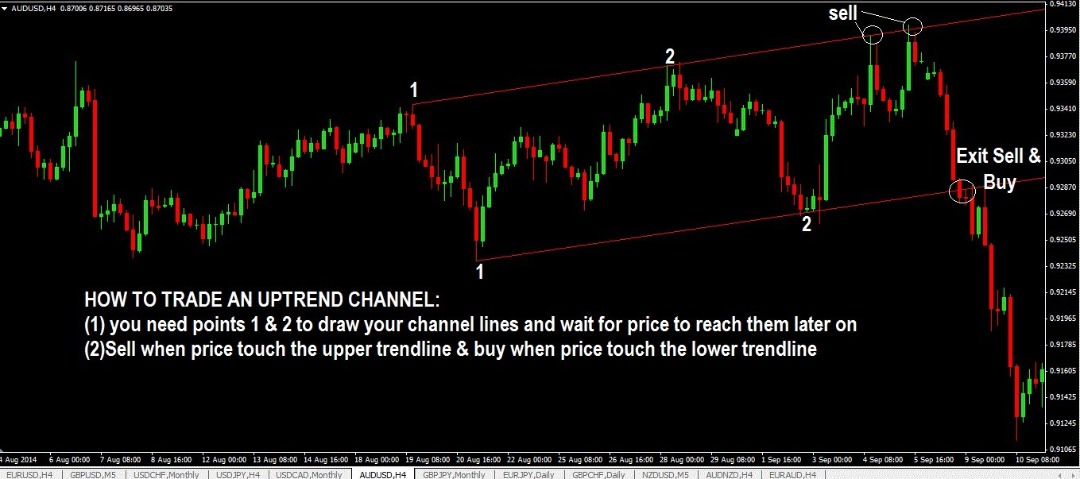 AUDUSD,H4 0.87006 0.87165 0.86965 0.87035
0.94130
sell
0.93950
0.93770
2
0.93590
1
0.93410
0.93230
Exit Sell &
Buy
0.93050
0.92870
0.92690
2
0.92505
1
0.92325
HOW TO TRADE AN UPTREND CHANNEL:
0.92145
(1) you need points 1 & 2 to draw your channel lines and wait for price to reach them later on
0.91965
(2)Sell when price touch the upper trendline & buy when price touch the lower trendline
0.91785
0.91605
0.91425
0.91245
0.91065
4 Aug 2014 6 Aug 00:00 7 Aug 08:00 8 Aug 16:00 12 Aug 00:00 13 Aug 08:00 14 Aug 16:00 18 Aug 00:00 19 Aug 08:00 20 Aug 16:00 22 Aug 00:00 25 Aug 08:00 26 Aug 16:00 28 Aug 00:00 29 Aug 08:00 1 Sep 16:00 3 Sep 00:00 4 Sep 08:00 5 Sep 16:00 9 Sep 00:00 10 Sep 08:00
EURUSD,H4 GBPUSD,M5 USDCHF,Monthly USDJPY,H4 USDCAD,Monthly AUDUSD,H4 GBPJPY,Monthly EURJPY,Daily GBPCHF,Daily NZDUSD,M5 AUDNZD,H4 EURAUD,H4